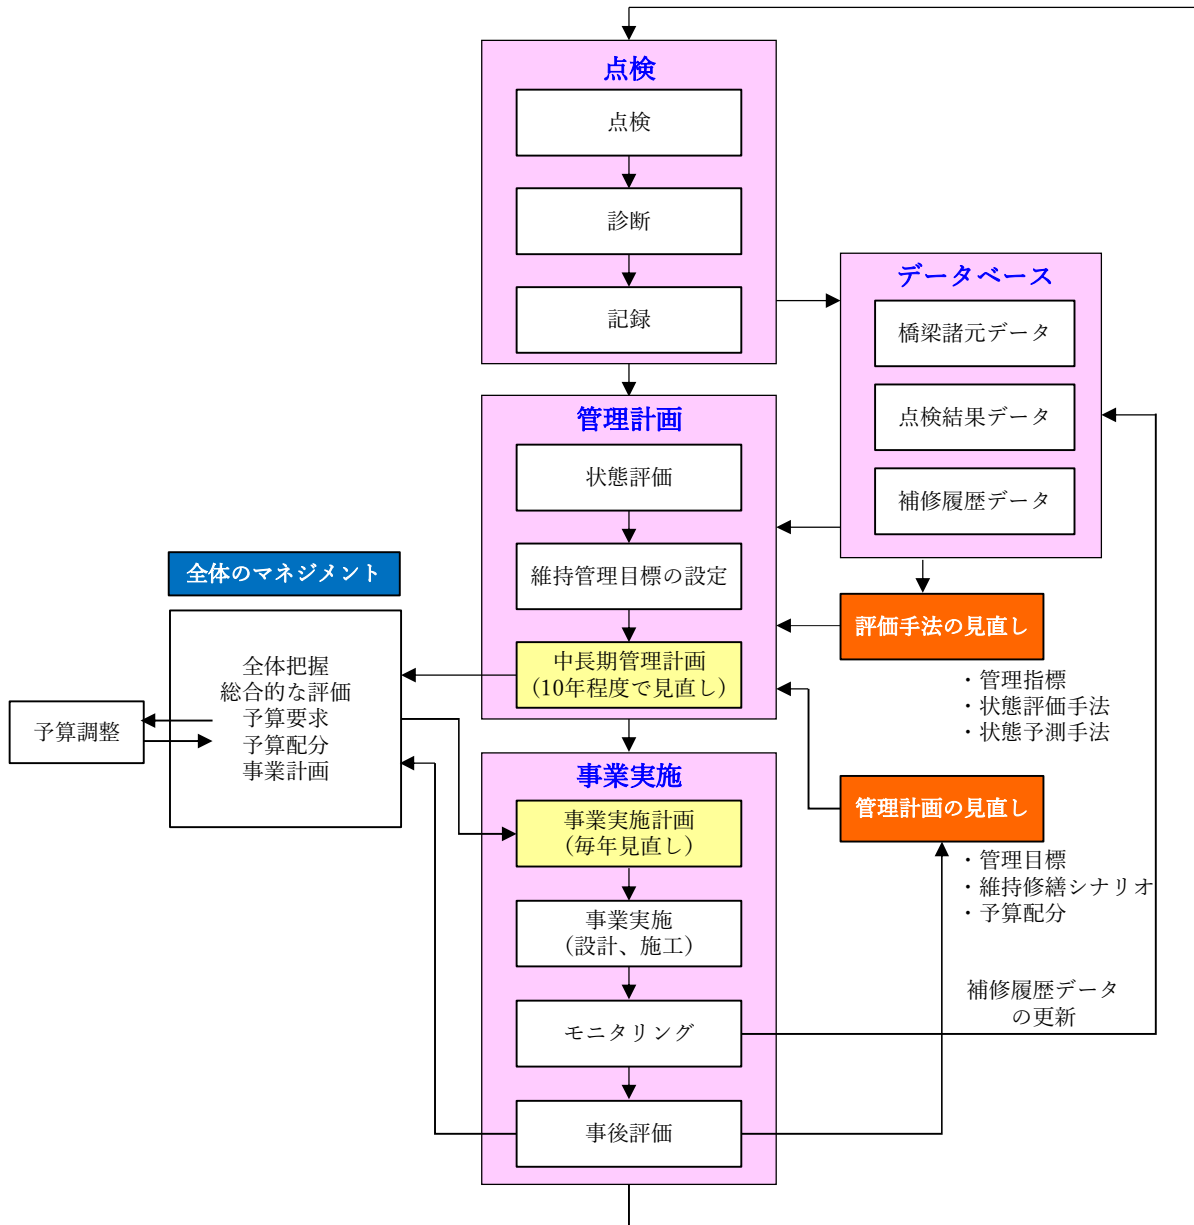 点検
点検
診断
記録
データベース
橋梁諸元データ
点検結果データ
補修履歴データ
管理計画
状態評価
維持管理目標の設定
中長期管理計画
(10年程度で見直し)
全体のマネジメント
全体把握
総合的な評価
予算要求
予算配分
事業計画
予算調整
評価手法の見直し
・管理指標
・状態評価手法
・状態予測手法
管理計画の見直し
・管理目標
・維持修繕シナリオ
・予算配分
事業実施
事業実施計画
(毎年見直し)
事業実施
(設計、施工)
モニタリング
事後評価
補修履歴データ
の更新